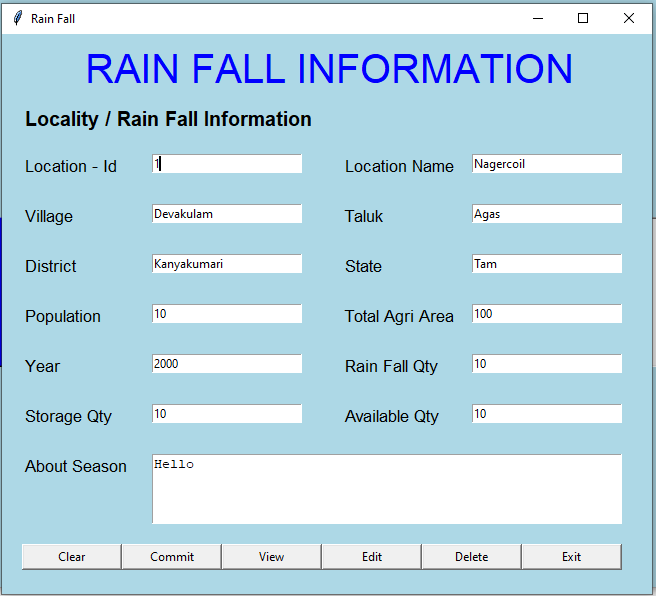 Rain Fall
RAIN FALL INFORMATION
Locality / Rain Fall Information
Location - Id 1 Location Name Nagercoil
Village Devakulam Taluk Agas
District Kanyakumari State Tam
Population 10 Total Agri Area 100
Year 2000 Rain Fall Qty 10
Storage Qty 10 Available Qty 10
About Season Hello
Clear Commit View Edit Delete Exit